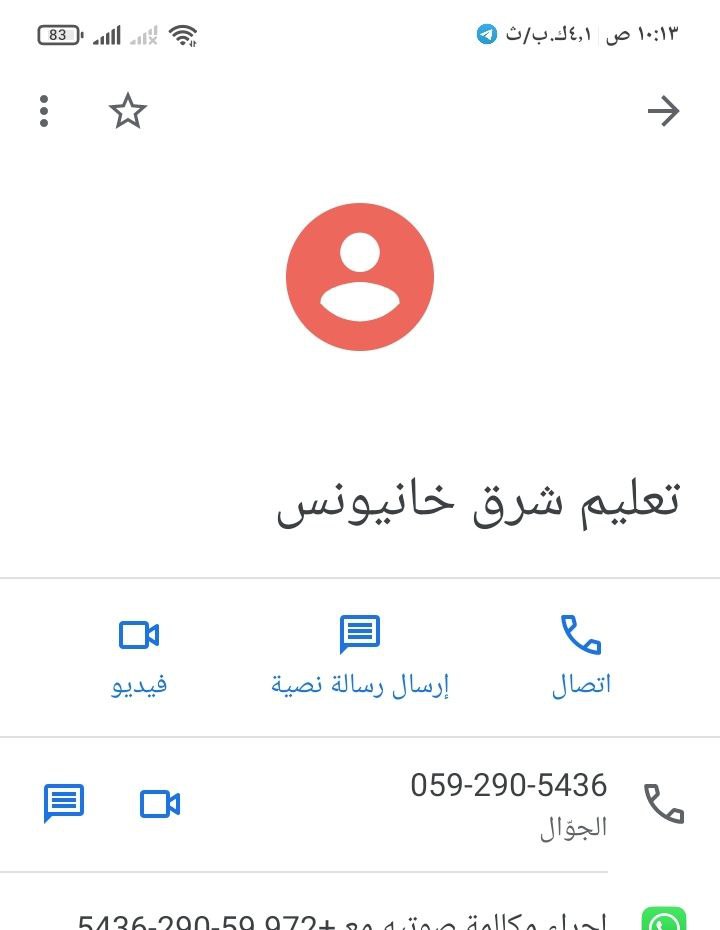 ١٠:١٣ ص ٤,١ك.ب/ث 83
تعليم شرق خانيونس
اتصال
إرسال رسالة نصية
فيديو
059-290-5436
الجوّال
إجراء مكالمة صوتية مع +972 59-290-5436